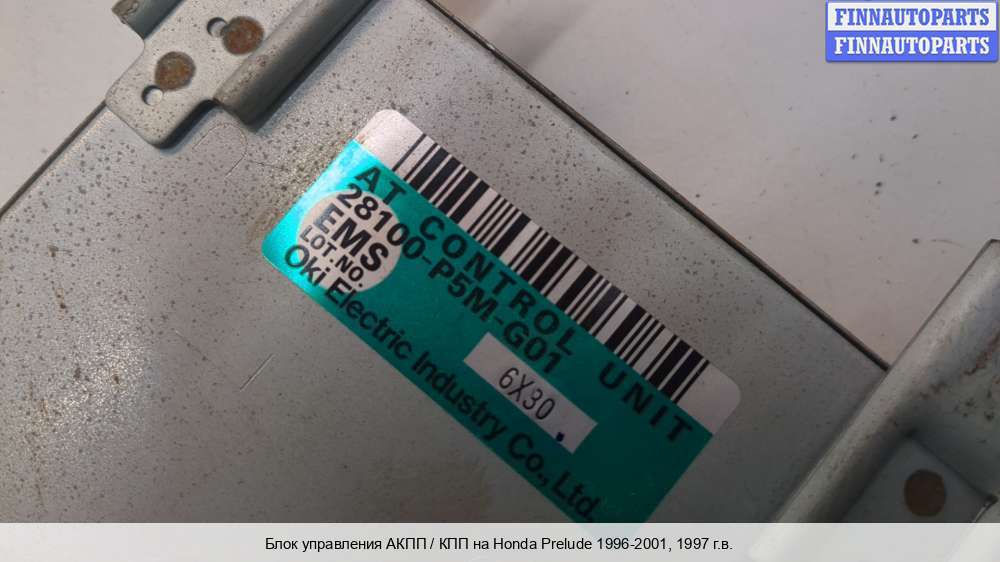 FINNAUTOPARTS
FINNAUTOPARTS
AT CONTROL UNIT
28100-P5M-G01
EMS
LOT.NO.
6X30.
Oki Electric Industry Co., Ltd.
Блок управления АКПП / КПП на Honda Prelude 1996-2001, 1997 г.в.